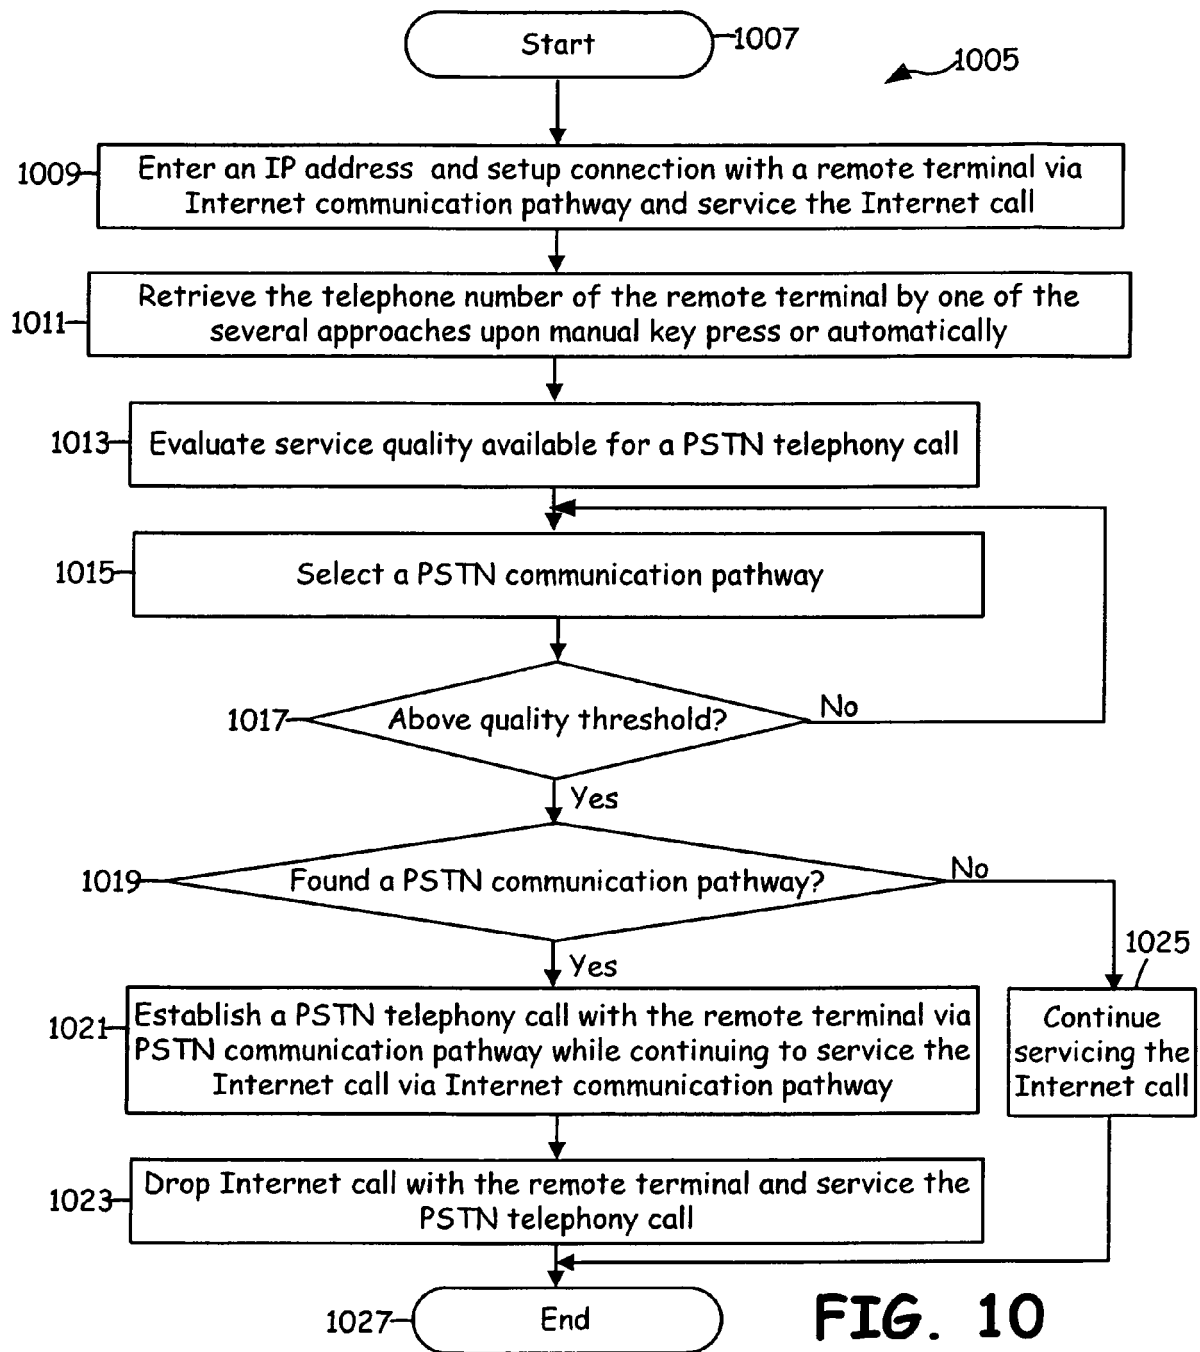 Start
1007
1005
1009
Enter an IP address and setup connection with a remote terminal via
Internet communication pathway and service the Internet call
1011
Retrieve the telephone number of the remote terminal by one of the
several approaches upon manual key press or automatically
1013
Evaluate service quality available for a PSTN telephony call
1015
Select a PSTN communication pathway
1017
Above quality threshold?
No
Yes
1019
Found a PSTN communication pathway?
No
Yes
1025
1021
Establish a PSTN telephony call with the remote terminal via
PSTN communication pathway while continuing to service the
Internet call via Internet communication pathway
Continue
servicing the
Internet call
1023
Drop Internet call with the remote terminal and service the
PSTN telephony call
1027
End
FIG. 10